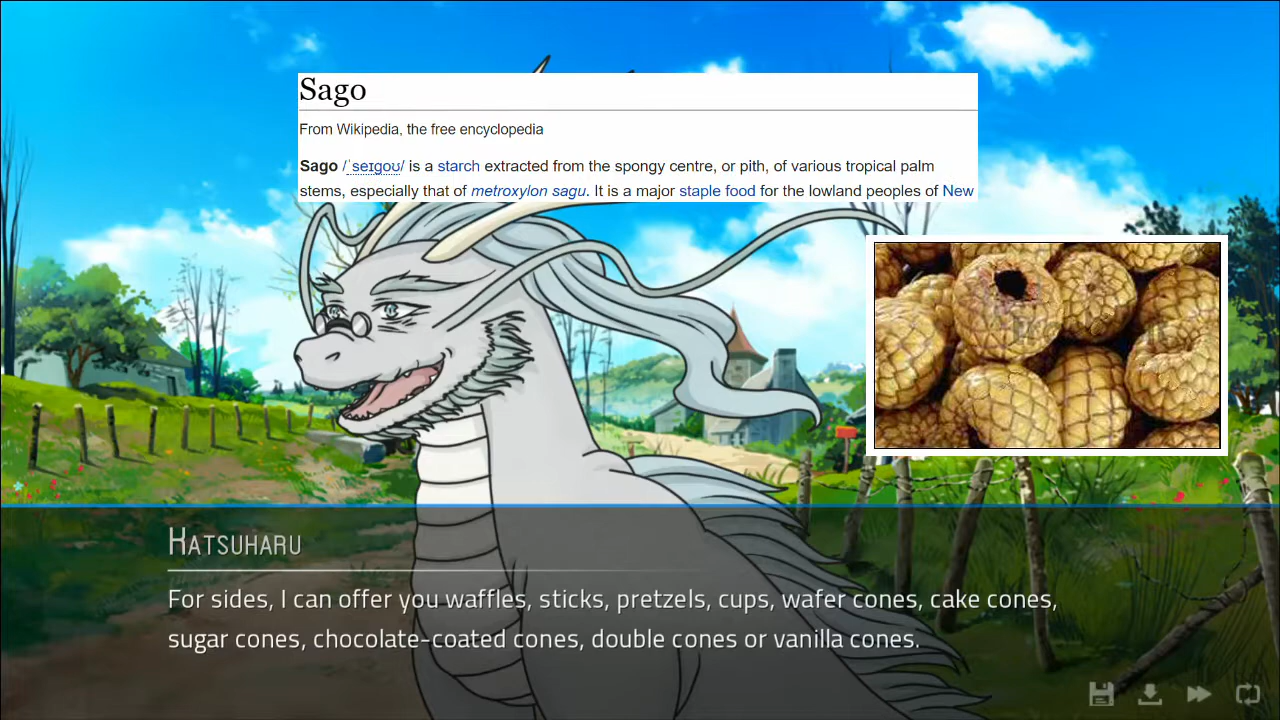 Sago
From Wikipedia, the free encyclopedia
Sago /ˈseɪɡoʊ/ is a starch extracted from the spongy centre, or pith, of various tropical palm
stems, especially that of metroxylon sagu. It is a major staple food for the lowland peoples of New
Katsuharu
For sides, I can offer you waffles, sticks, pretzels, cups, wafer cones, cake cones,
sugar cones, chocolate-coated cones, double cones or vanilla cones.